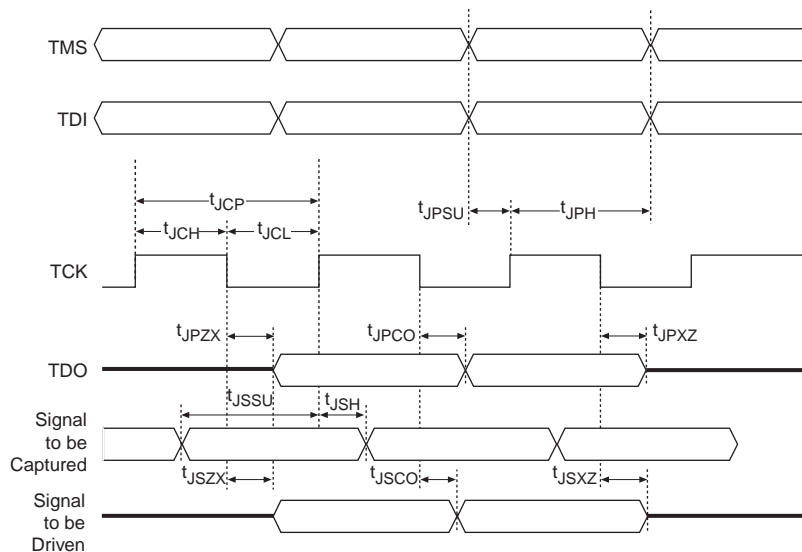 TMS
TDI
tJCP
tJPSU
tJPH
tJCH
tJCL
TCK
tJPZX
tJPCO
tJPXZ
TDO
tJSSU
tJSH
Signal
to be
Captured
tJSZX
tJSCO
tJSXZ
Signal
to be
Driven